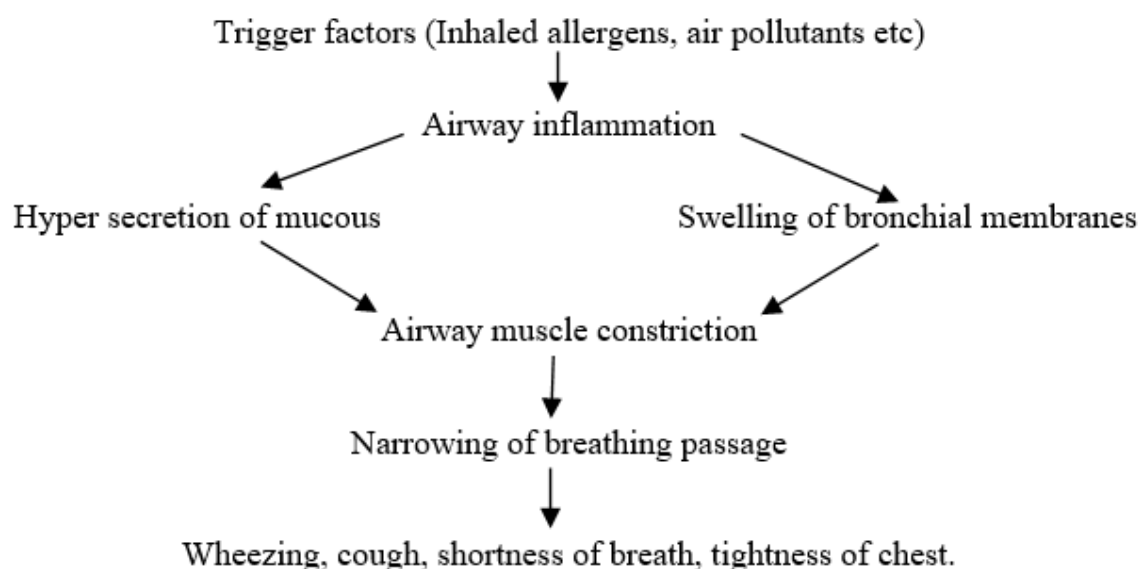 Trigger factors (Inhaled allergens, air pollutants etc)
Airway inflammation
Hyper secretion of mucous
Swelling of bronchial membranes
Airway muscle constriction
Narrowing of breathing passage
Wheezing, cough, shortness of breath, tightness of chest.